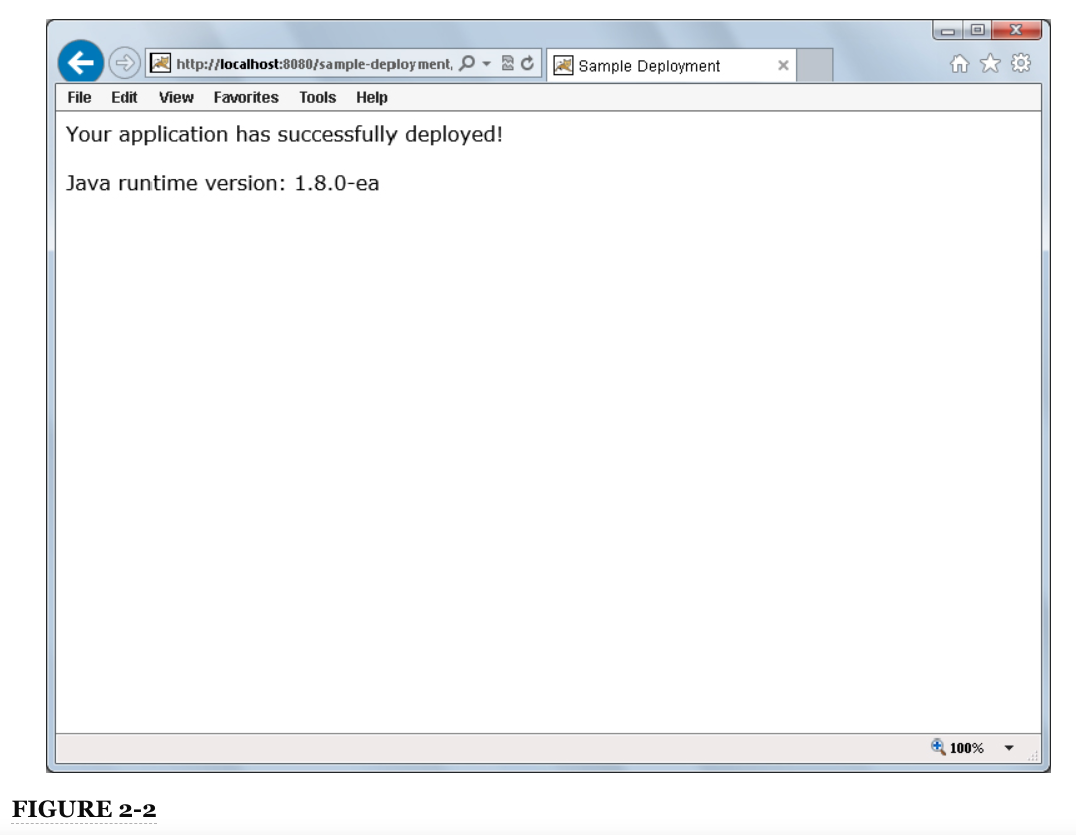 http://localhost:8080/sample-deployment,
Sample Deployment
File Edit View Favorites Tools Help
Your application has successfully deployed!
Java runtime version: 1.8.0-ea
100%
FIGURE 2-2